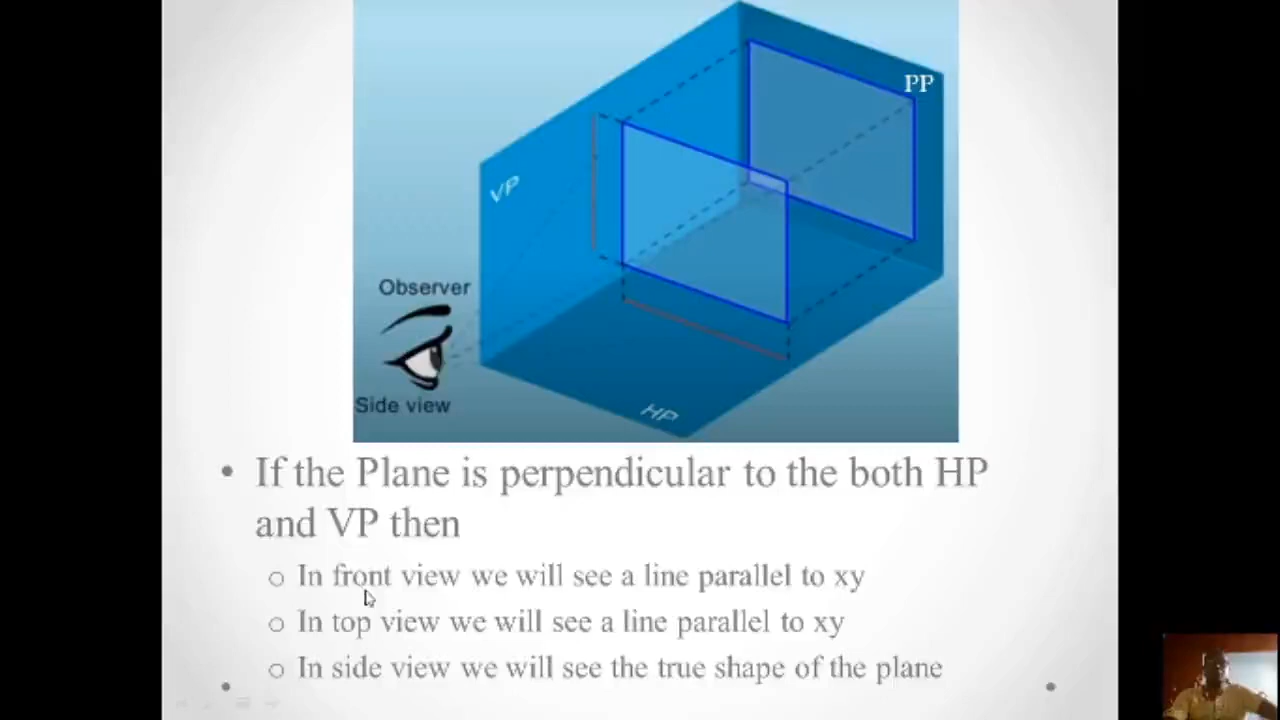 PP
VP
Observer
Side view
HP
• If the Plane is perpendicular to the both HP
and VP then
o In front view we will see a line parallel to xy
o In top view we will see a line parallel to xy
o In side view we will see the true shape of the plane